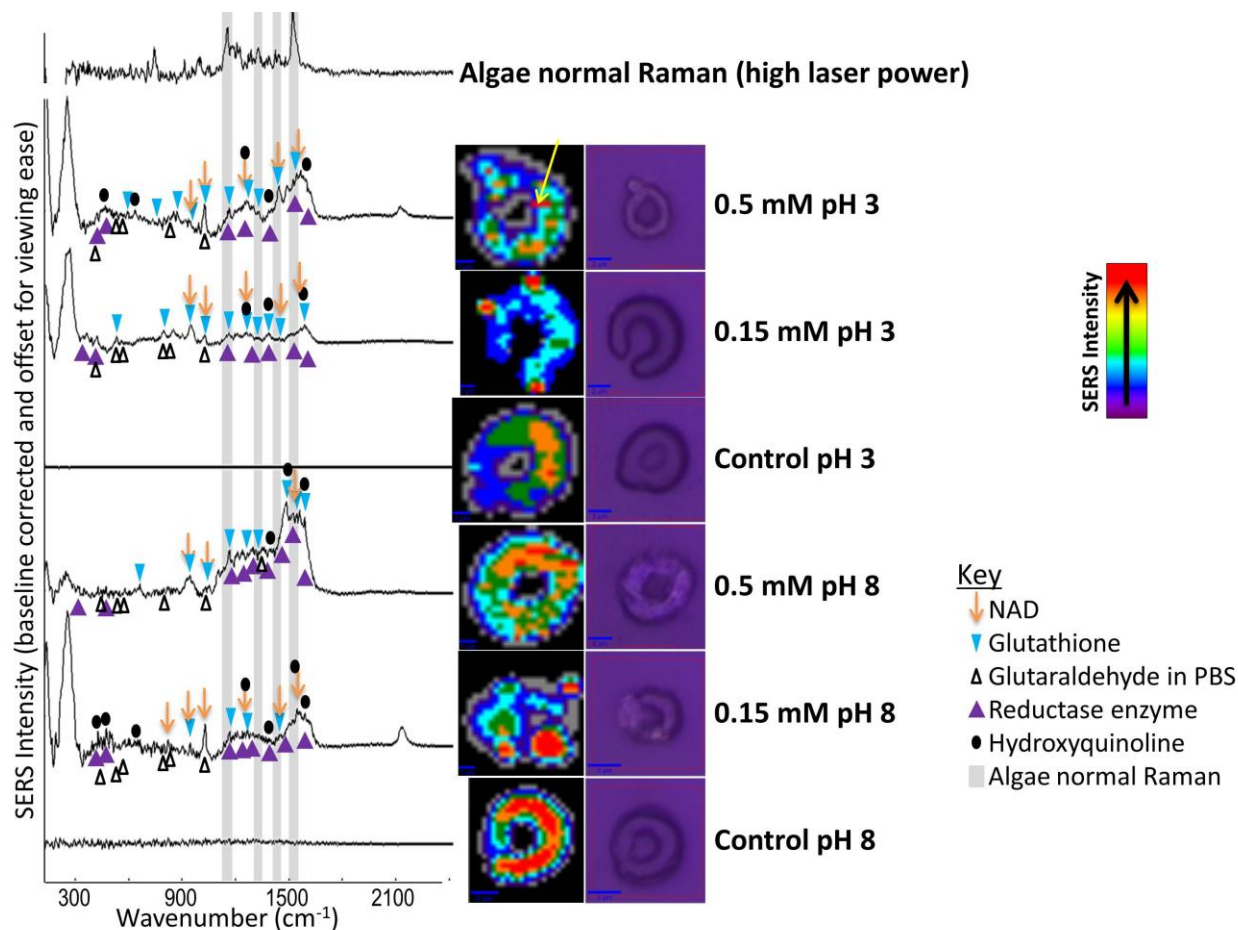 SERS Intensity (baseline corrected and offset for viewing ease)
Algae normal Raman (high laser power)
0.5 mM pH 3
0.15 mM pH 3
Control pH 3
0.5 mM pH 8
0.15 mM pH 8
Control pH 8
SERS Intensity
Key
NAD
Glutathione
Glutaraldehyde in PBS
Reductase enzyme
Hydroxyquinoline
Algae normal Raman
300 900 1500 2100
Wavenumber (cm⁻¹)